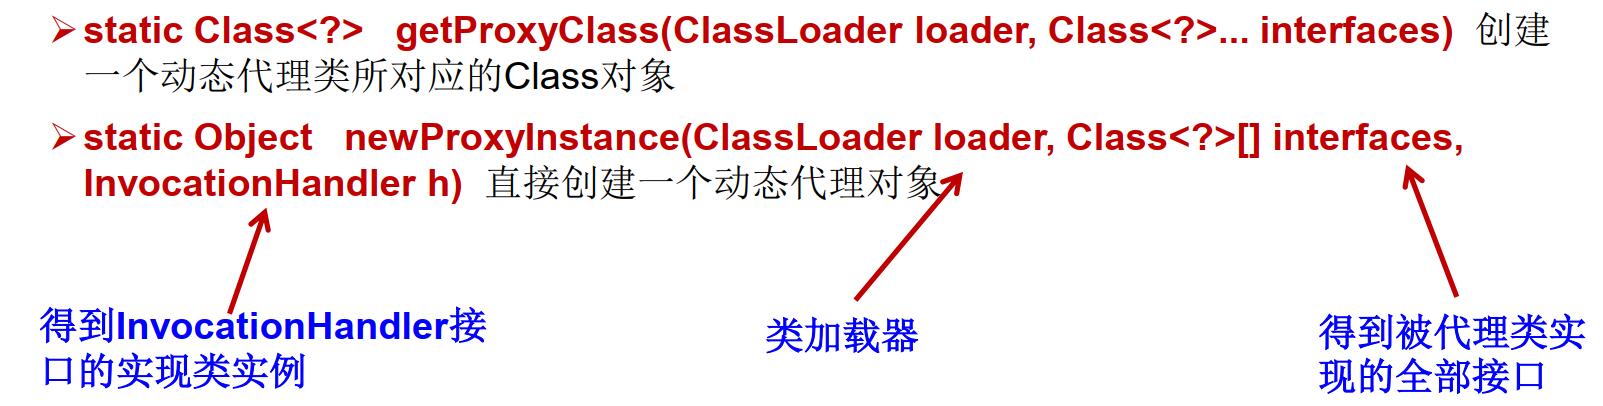 ➢static Class<?> getProxyClass(ClassLoader loader, Class<?>... interfaces) 创建
一个动态代理类所对应的Class对象
➢static Object newProxyInstance(ClassLoader loader, Class<?>[] interfaces,
InvocationHandler h) 直接创建一个动态代理对象
得到InvocationHandler接
口的实现类实例
类加载器
得到被代理类实
现的全部接口